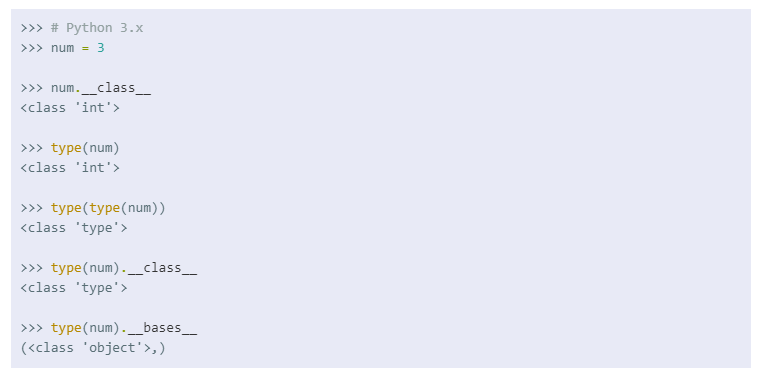 >>> # Python 3.x
>>> num = 3
>>> num.__class__
<class 'int'>
>>> type(num)
<class 'int'>
>>> type(type(num))
<class 'type'>
>>> type(num).__class__
<class 'type'>
>>> type(num).__bases__
(<class 'object'>,)